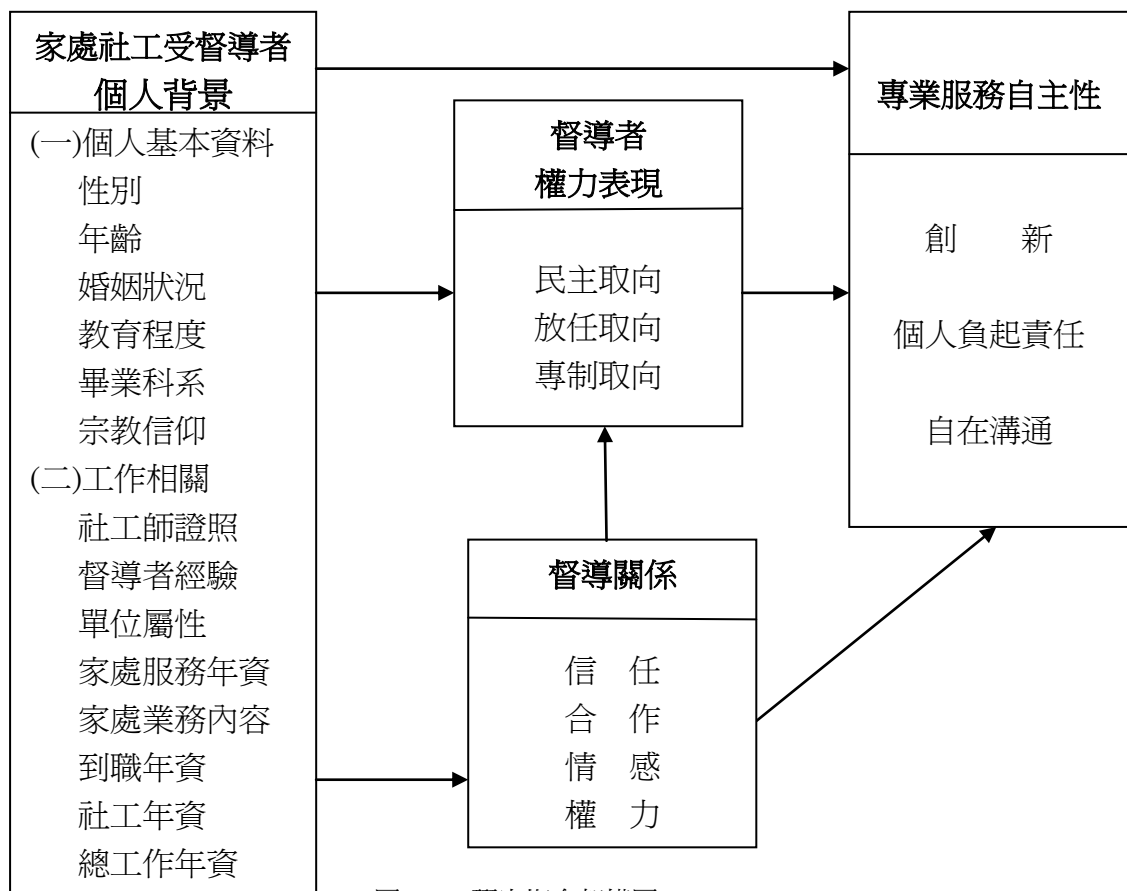 家處社工受督導者
個人背景
(一)個人基本資料
性別
年齡
婚姻狀況
教育程度
畢業科系
宗教信仰
(二)工作相關
社工師證照
督導者經驗
單位屬性
家處服務年資
家處業務內容
到職年資
社工年資
總工作年資
督導者
權力表現
民主取向
放任取向
專制取向
督導關係
信 任
合 作
情 感
權 力
專業服務自主性
創 新
個人負起責任
自在溝通